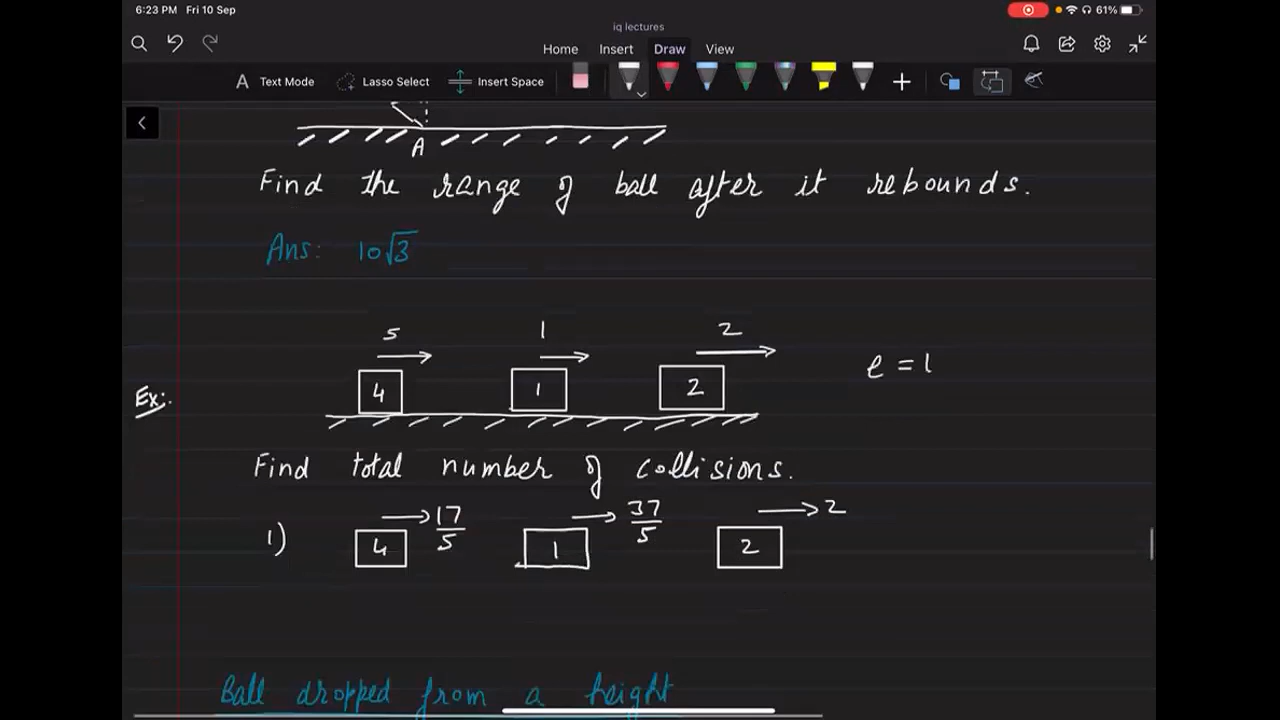 6:23 PM Fri 10 Sep
61%
iq lectures
Home Insert Draw View
Text Mode Lasso Select Insert Space
A
Find the range of ball after it rebounds.
Ans: 10√3
5 1 2
Ex:. 4 1 2 e = 1
Find total number of collisions.
1) 4 17/5 1 37/5 2 2
Ball dropped from a height